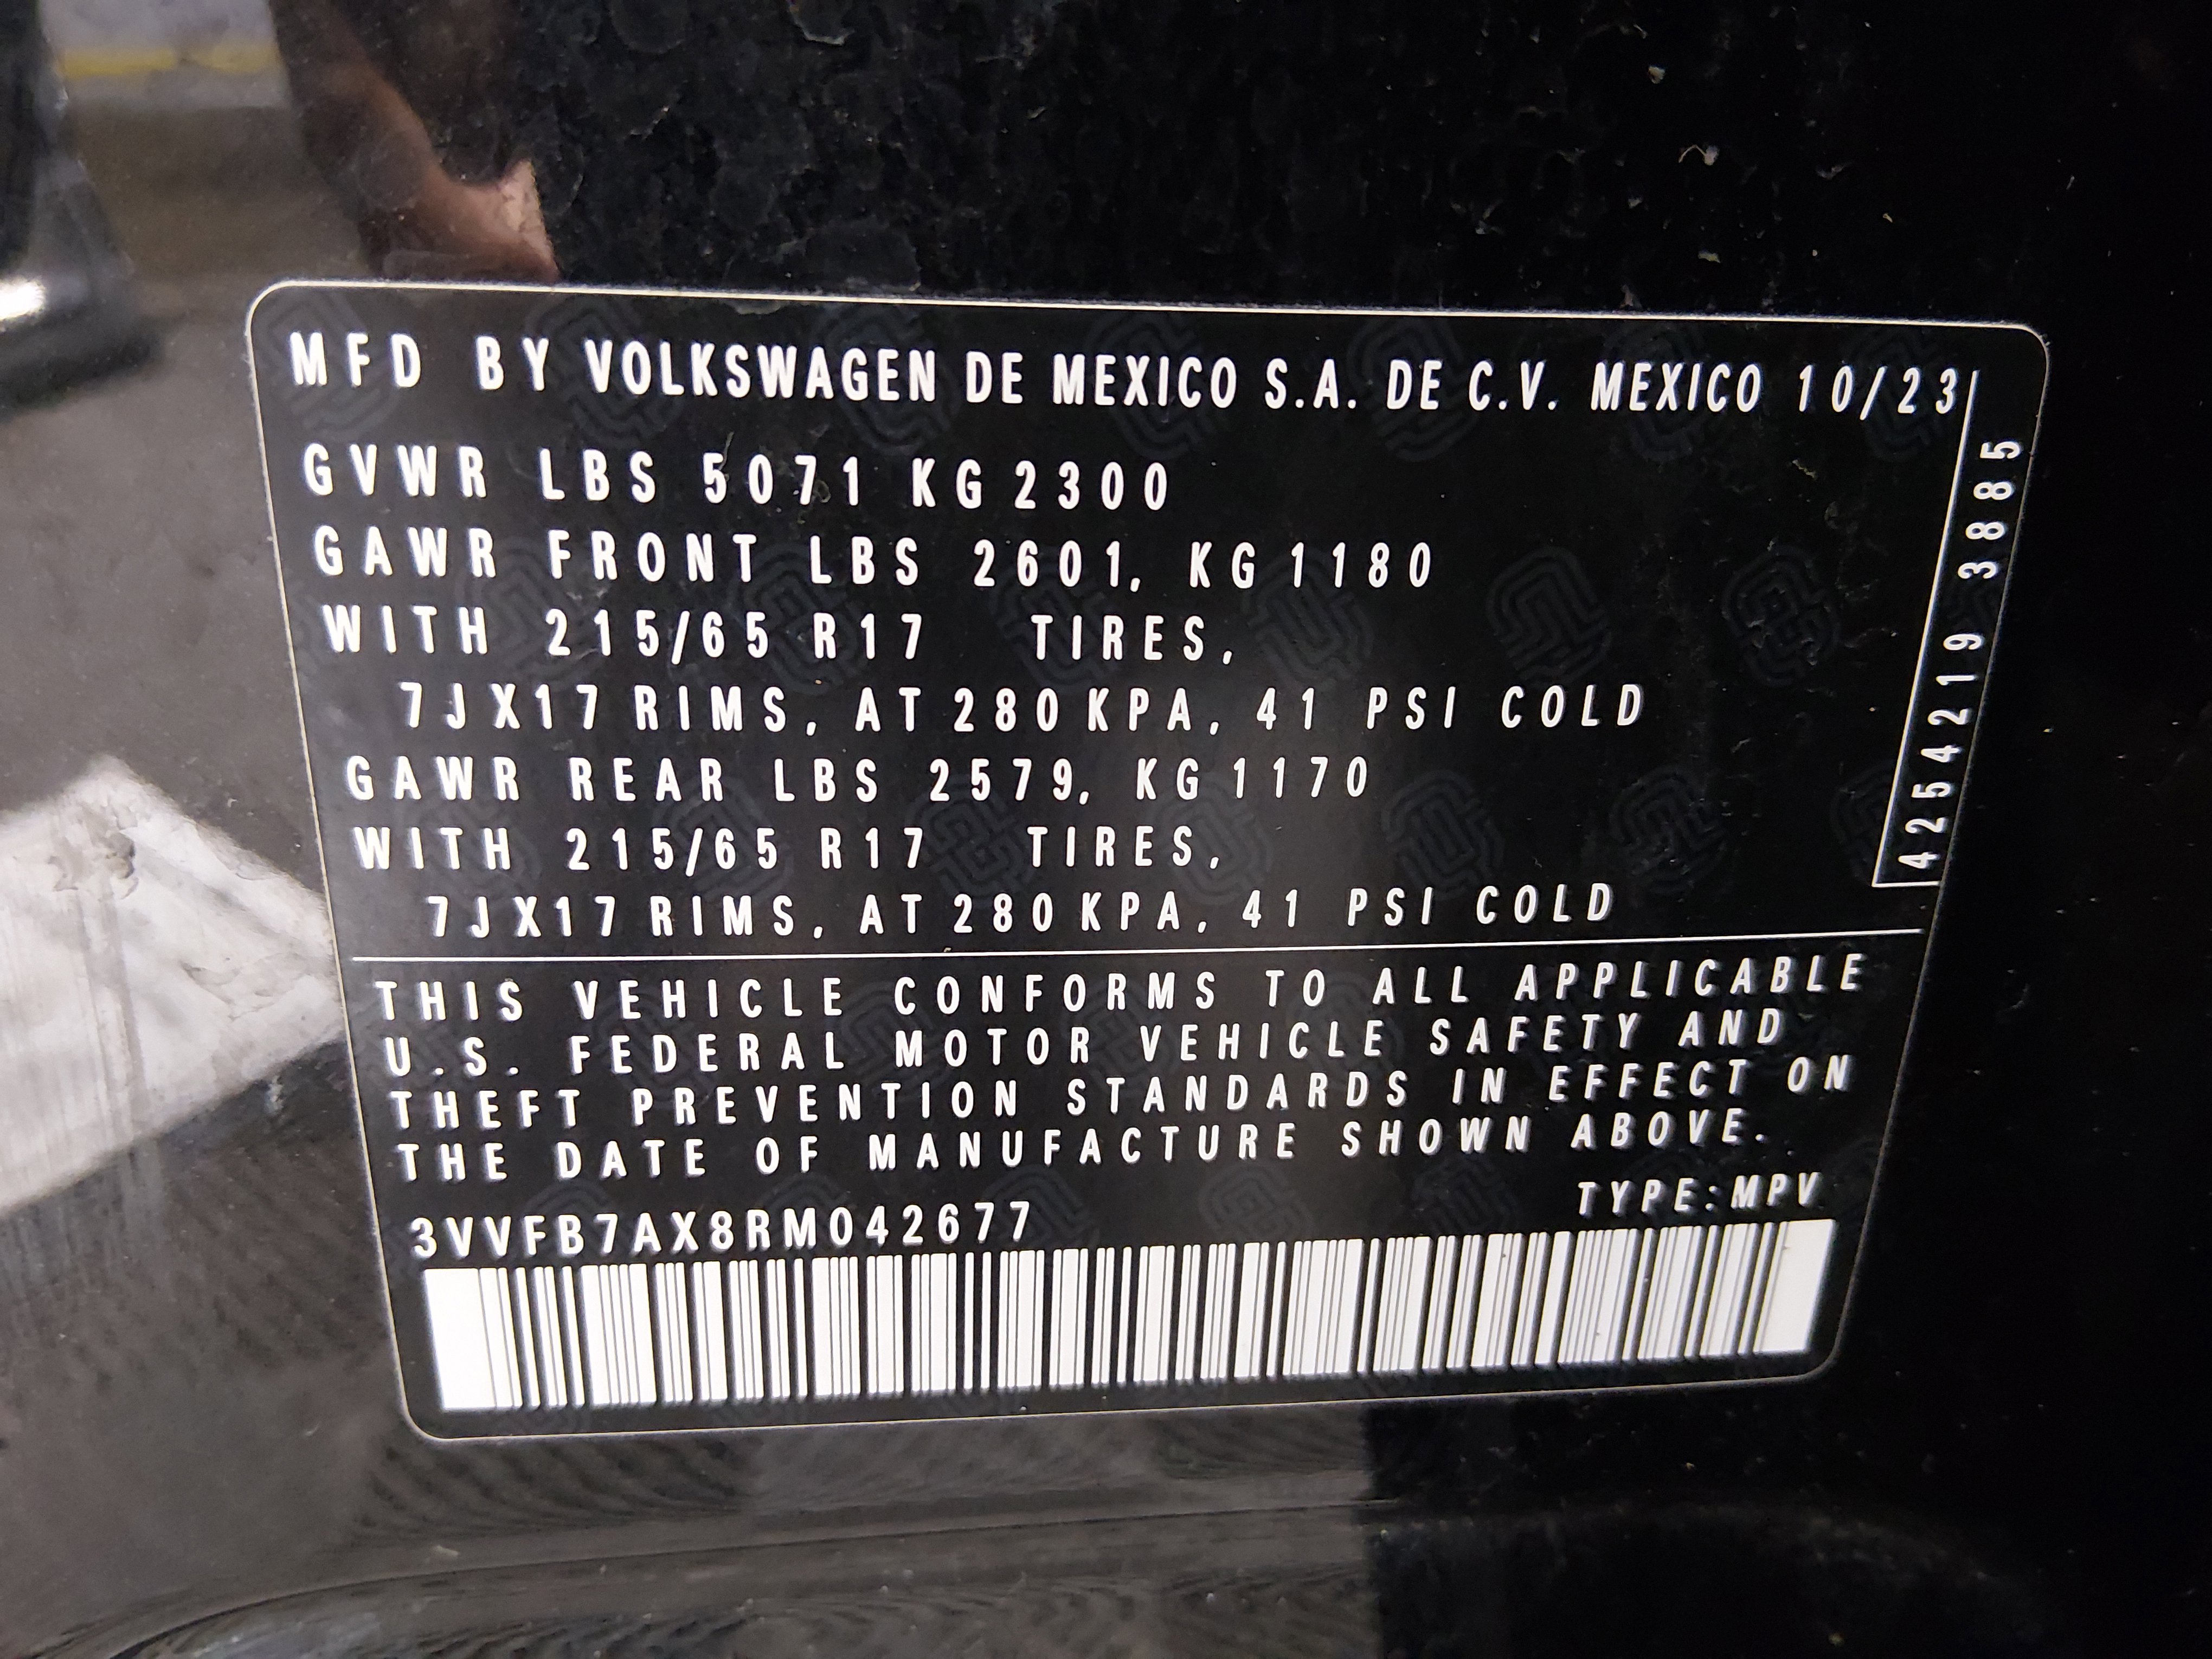 MFD BY VOLKSWAGEN DE MEXICO S.A. DE C.V. MEXICO 10/23
GVWR LBS 5071 KG 2300
GAWR FRONT LBS 2601, KG 1180
WITH 215/65 R17 TIRES,
7JX17 RIMS, AT 280 KPA, 41 PSI COLD
GAWR REAR LBS 2579, KG 1170
WITH 215/65 R17 TIRES,
7JX17 RIMS, AT 280 KPA, 41 PSI COLD
4254219 3885
THIS VEHICLE CONFORMS TO ALL APPLICABLE
U.S. FEDERAL MOTOR VEHICLE SAFETY AND
THEFT PREVENTION STANDARDS IN EFFECT ON
THE DATE OF MANUFACTURE SHOWN ABOVE.
TYPE:MPV
3VVFB7AX8RM042677